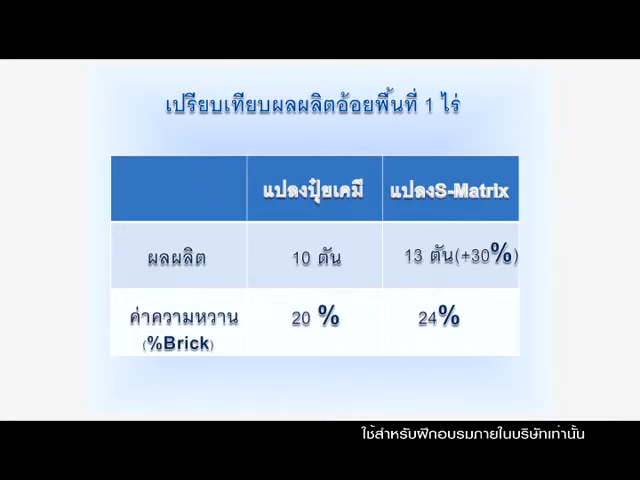 เปรียบเทียบผลผลิตอ้อยพื้นที่ 1 ไร่
แปลงปุ๋ยเคมี แปลงS-Matrix
ผลผลิต 10 ตัน 13 ตัน(+30%)
ค่าความหวาน 20 % 24%
(%Brick)
ใช้สำหรับฝึกอบรมภายในบริษัทเท่านั้น